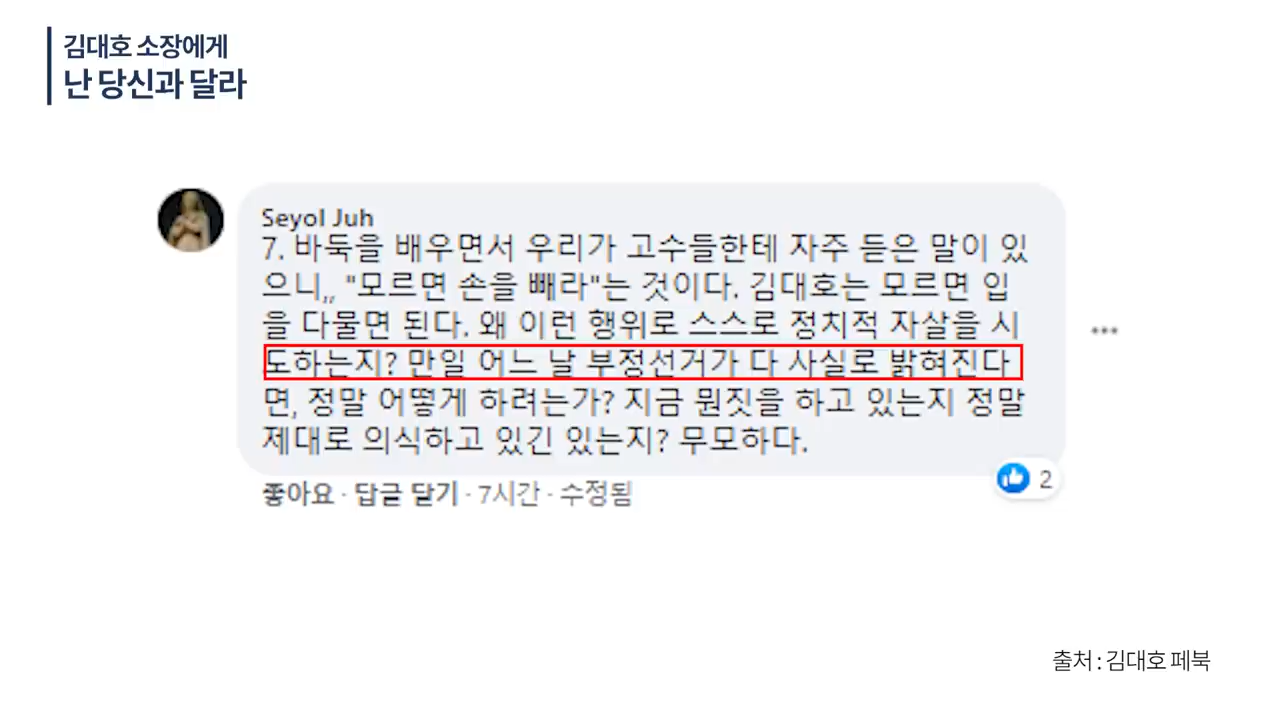 김대호 소장에게
난 당신과 달라
Seyol Juh
7. 바둑을 배우면서 우리가 고수들한테 자주 듣은 말이 있
으니,, "모르면 손을 빼라"는 것이다. 김대호는 모르면 입
을 다물면 된다. 왜 이런 행위로 스스로 정치적 자살을 시
도하는지? 만일 어느 날 부정선거가 다 사실로 밝혀진다
면, 정말 어떻게 하려는가? 지금 뭔짓을 하고 있는지 정말
제대로 의식하고 있긴 있는지? 무모하다.
좋아요 · 답글 달기 · 7시간 · 수정됨
2
출처 : 김대호 페북